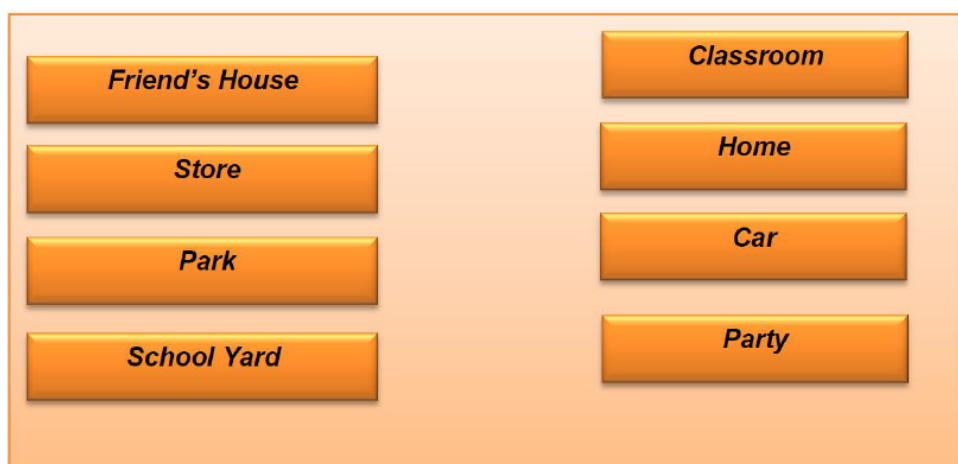 Friend’s House
Store
Park
School Yard
Classroom
Home
Car
Party